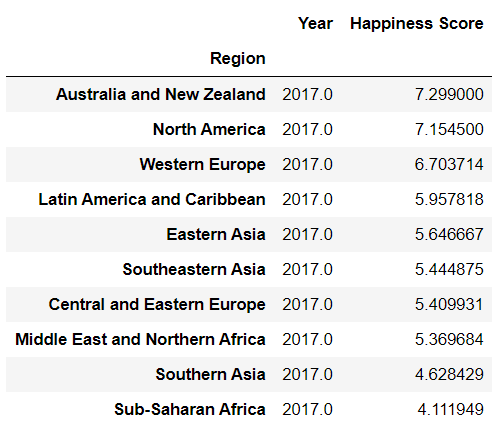 Year Happiness Score
Region
Australia and New Zealand 2017.0 7.299000
North America 2017.0 7.154500
Western Europe 2017.0 6.703714
Latin America and Caribbean 2017.0 5.957818
Eastern Asia 2017.0 5.646667
Southeastern Asia 2017.0 5.444875
Central and Eastern Europe 2017.0 5.409931
Middle East and Northern Africa 2017.0 5.369684
Southern Asia 2017.0 4.628429
Sub-Saharan Africa 2017.0 4.111949